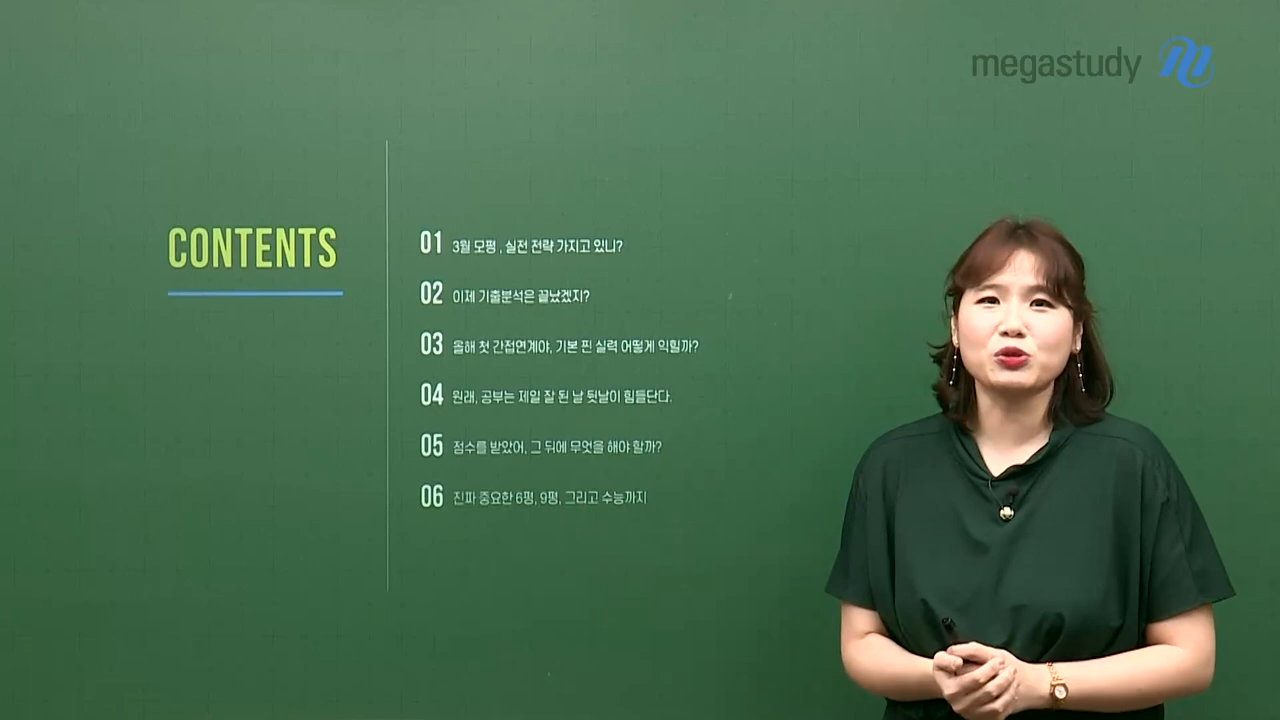 megastudy
CONTENTS
01 3월 모평 , 실전 전략 가지고 있니?
02 이제 기출분석은 끝났겠지?
03 올해 첫 간접연계야, 기본 찐 실력 어떻게 익힐까?
04 원래, 공부는 제일 잘 된 날 뒷날이 힘들단다.
05 점수를 받았어, 그 뒤에 무엇을 해야 할까?
06 진짜 중요한 6평, 9평, 그리고 수능까지